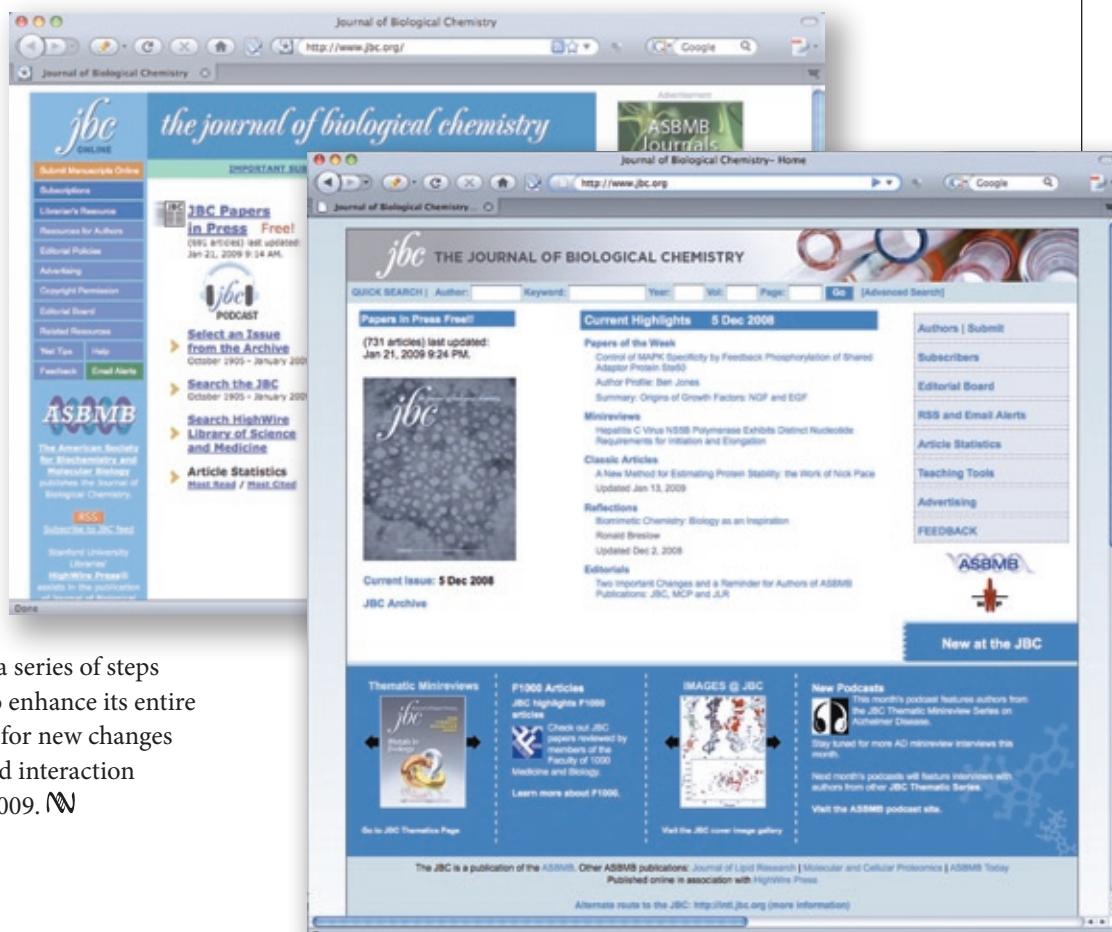 Journal of Biological Chemistry
http://www.jbc.org/
Google
Journal of Biological Chemistry
Advertisement
jbc
ONLINE
the journal of biological chemistry
ASBMB
Journals
Submit Manuscripts Online
Subscriptions
Librarian's Resource
Resources for Authors
Editorial Policies
Advertising
Copyright Permission
Editorial Board
Related Resources
'Net Tips Help
Feedback Email Alerts
ASBMB
The American Society
for Biochemistry and
Molecular Biology
publishes the Journal of
Biological Chemistry.
RSS
Subscribe to JBC feed
Stanford University
Libraries'
HighWire Press®
assists in the publication
of Journal of Biological
Done
IMPORTANT SUB
JBC Papers
in Press Free!
(691 articles) last updated:
Jan 21, 2009 9:14 AM.
jbc
PODCAST
Select an Issue
from the Archive
October 1905 - January 2009
Search the JBC
October 1905 - January 2009
Search HighWire
Library of Science
and Medicine
Article Statistics
Most Read / Most Cited
Journal of Biological Chemistry- Home
http://www.jbc.org
Google
Journal of Biological Chemistry...
jbc THE JOURNAL OF BIOLOGICAL CHEMISTRY
QUICK SEARCH | Author: Keyword: Year: Vol: Page: Go [Advanced Search]
Papers in Press Free!!
(731 articles) last updated:
Jan 21, 2009 9:24 PM.
jbc
Current Issue: 5 Dec 2008
JBC Archive
Current Highlights 5 Dec 2008
Papers of the Week
Control of MAPK Specificity by Feedback Phosphorylation of Shared
Adaptor Protein Ste50
Author Profile: Ben Jones
Summary: Origins of Growth Factors: NGF and EGF
Minireviews
Hepatitis C Virus NS5B Polymerase Exhibits Distinct Nucleotide
Requirements for Initiation and Elongation
Classic Articles
A New Method for Estimating Protein Stability: the Work of Nick Pace
Updated Jan 13, 2009
Reflections
Biomimetic Chemistry: Biology as an Inspiration
Ronald Breslow
Updated Dec 2, 2008
Editorials
Two Important Changes and a Reminder for Authors of ASBMB
Publications: JBC, MCP and JLR
Authors | Submit
Subscribers
Editorial Board
RSS and Email Alerts
Article Statistics
Teaching Tools
Advertising
FEEDBACK
ASBMB
New at the JBC
Thematic Minireviews
jbc
Metals in
Biology
Go to JBC Thematics Page
F1000 Articles
JBC highlights F1000
articles
Check out JBC
papers reviewed by
members of the
Faculty of 1000
Medicine and Biology.
Learn more about F1000.
IMAGES @ JBC
Visit the JBC cover image gallery
New Podcasts
This month's podcast features authors from
the JBC Thematic Minireview Series on
Alzheimer Disease.
Stay tuned for more AD minireview interviews this
month.
Next month's podcasts will feature interviews with
authors from other JBC Thematic Series.
Visit the ASBMB podcast site.
The JBC is a publication of the ASBMB. Other ASBMB publications: Journal of Lipid Research | Molecular and Cellular Proteomics | ASBMB Today
Published online in association with HighWire Press
Alternate route to the JBC: http://intl.jbc.org (more information)
a series of steps
o enhance its entire
for new changes
d interaction
009.